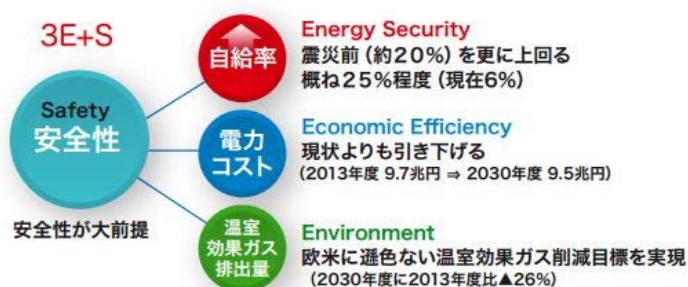 3E+S
Safety
安全性
安全性が大前提
自給率
Energy Security
震災前（約20％）を更に上回る
概ね25％程度（現在6％）
電力
コスト
Economic Efficiency
現状よりも引き下げる
（2013年度 9.7兆円 ⇒ 2030年度 9.5兆円）
温室
効果ガス
排出量
Environment
欧米に遜色ない温室効果ガス削減目標を実現
（2030年度に2013年度比▲26％）